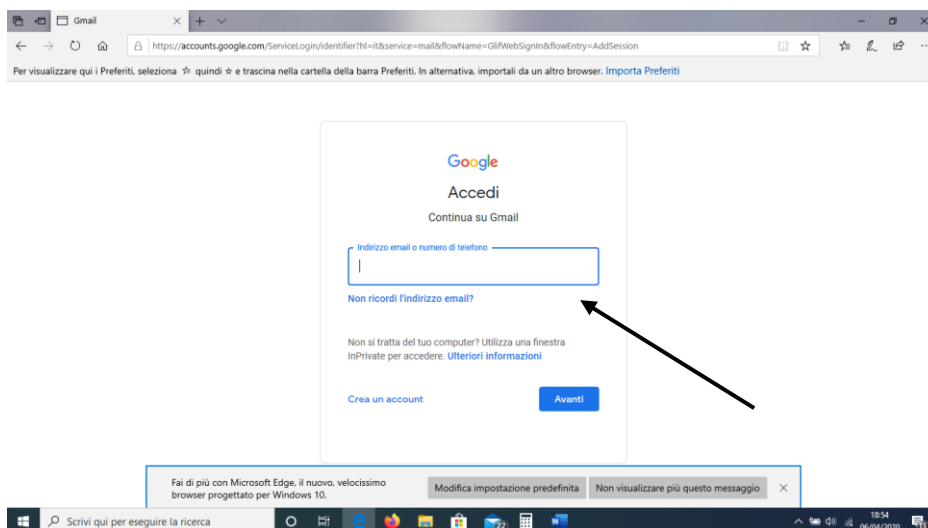 Gmail
https://accounts.google.com/ServiceLogin/identifier?hl=it&service=mail&flowName=GlifWebSignIn&flowEntry=AddSession
Per visualizzare qui i Preferiti, seleziona quindi e trascina nella cartella della barra Preferiti. In alternativa, importali da un altro browser. Importa Preferiti
Google
Accedi
Continua su Gmail
Indirizzo email o numero di telefono
Non ricordi l'indirizzo email?
Non si tratta del tuo computer? Utilizza una finestra
InPrivate per accedere. Ulteriori informazioni
Crea un account
Avanti
Fai di più con Microsoft Edge, il nuovo, velocissimo
browser progettato per Windows 10.
Modifica impostazione predefinita
Non visualizzare più questo messaggio
Scrivi qui per eseguire la ricerca
18:54
06/04/2020